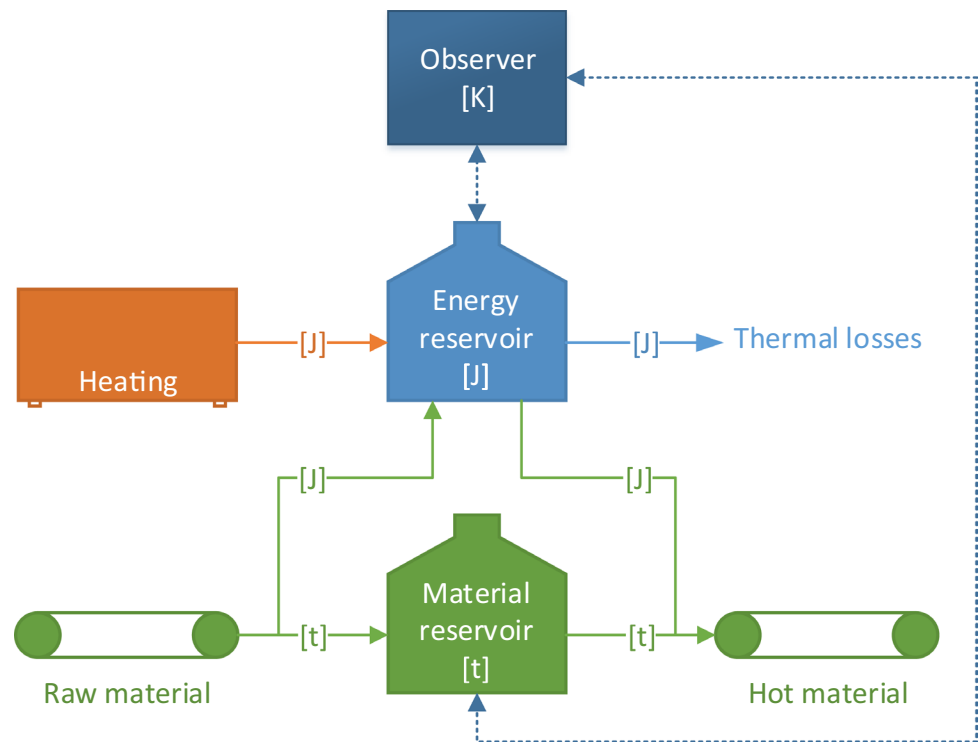 Observer
[K]
Heating
[J]
Energy
reservoir
[J]
[J]
Thermal losses
[J]
[J]
Raw material
[t]
Material
reservoir
[t]
[t]
Hot material